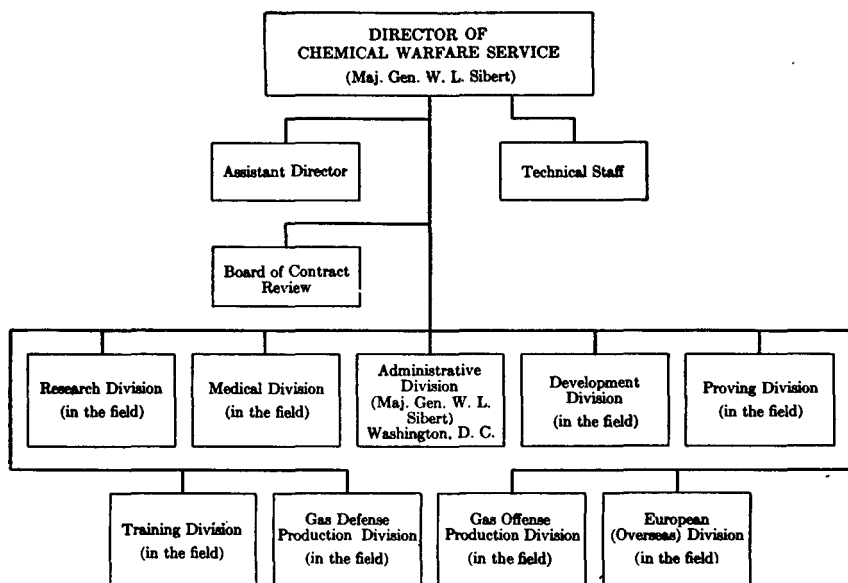 DIRECTOR OF
CHEMICAL WARFARE SERVICE
(Maj. Gen. W. L. Sibert)
Assistant Director
Technical Staff
Board of Contract
Review
Research Division
(in the field)
Medical Division
(in the field)
Administrative
Division
(Maj. Gen. W. L.
Sibert)
Washington, D. C.
Development
Division
(in the field)
Proving Division
(in the field)
Training Division
(in the field)
Gas Defense
Production Division
(in the field)
Gas Offense
Production Division
(in the field)
European
(Overseas) Division
(in the field)